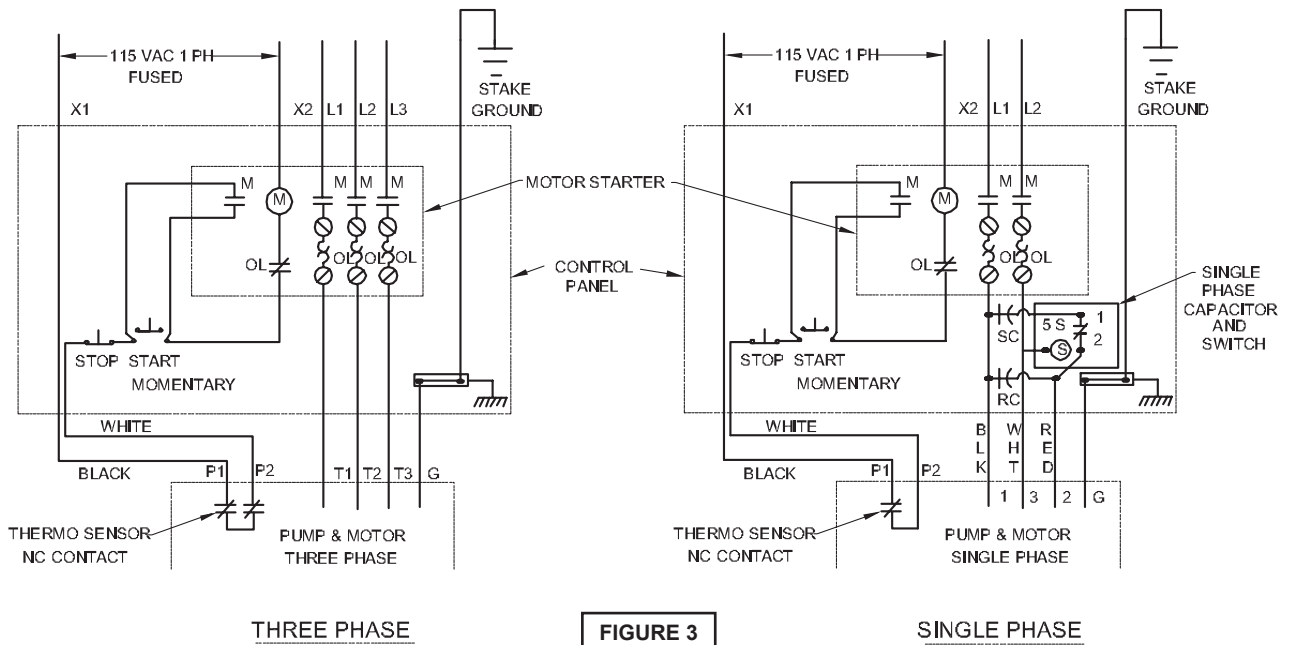 115 VAC 1 PH
FUSED
X1
X2
L1
L2
L3
STAKE
GROUND
M
M
M
M
M
OL
OL
OL
OL
STOP
START
MOMENTARY
WHITE
BLACK
P1
P2
T1
T2
T3
G
THERMO SENSOR
NC CONTACT
PUMP & MOTOR
THREE PHASE
THREE PHASE
MOTOR STARTER
CONTROL
PANEL
FIGURE 3
115 VAC 1 PH
FUSED
X1
X2
L1
L2
STAKE
GROUND
M
M
M
M
OL
OL
OL
SINGLE
PHASE
CAPACITOR
AND
SWITCH
SC
5 S
1
2
S
RC
STOP
START
MOMENTARY
WHITE
BLACK
P1
P2
BLK
WHT
RED
1
3
2
G
THERMO SENSOR
NC CONTACT
PUMP & MOTOR
SINGLE PHASE
SINGLE PHASE